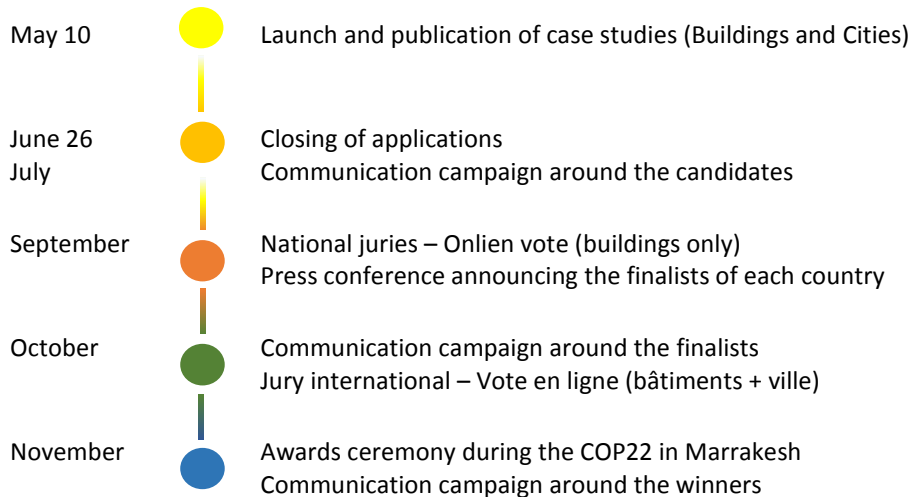 May 10 Launch and publication of case studies (Buildings and Cities)
June 26 Closing of applications
July Communication campaign around the candidates
September National juries – Onlien vote (buildings only)
Press conference announcing the finalists of each country
October Communication campaign around the finalists
Jury international – Vote en ligne (bâtiments + ville)
November Awards ceremony during the COP22 in Marrakesh
Communication campaign around the winners